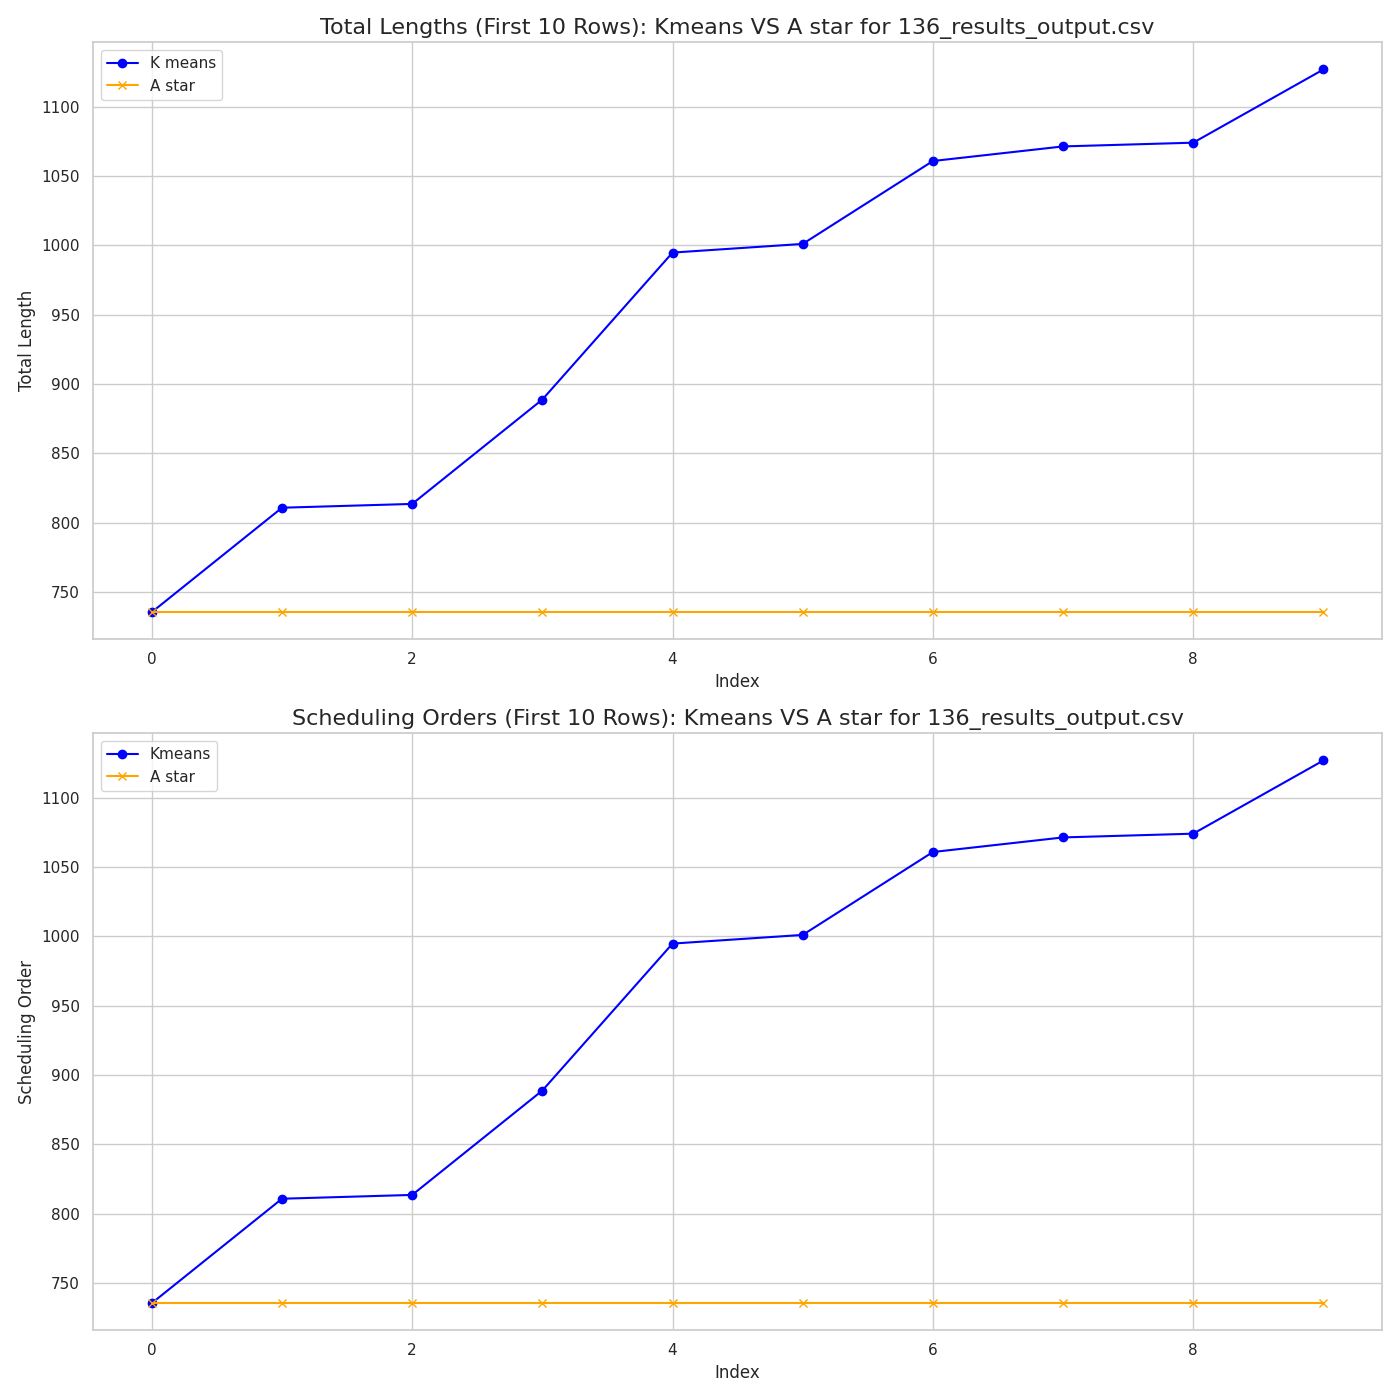 Total Lengths (First 10 Rows): Kmeans VS A star for 136_results_output.csv
K means
A star
Total Length
1100
1050
1000
950
900
850
800
750
0 2 4 6 8
Index
Scheduling Orders (First 10 Rows): Kmeans VS A star for 136_results_output.csv
Kmeans
A star
Scheduling Order
1100
1050
1000
950
900
850
800
750
0 2 4 6 8
Index